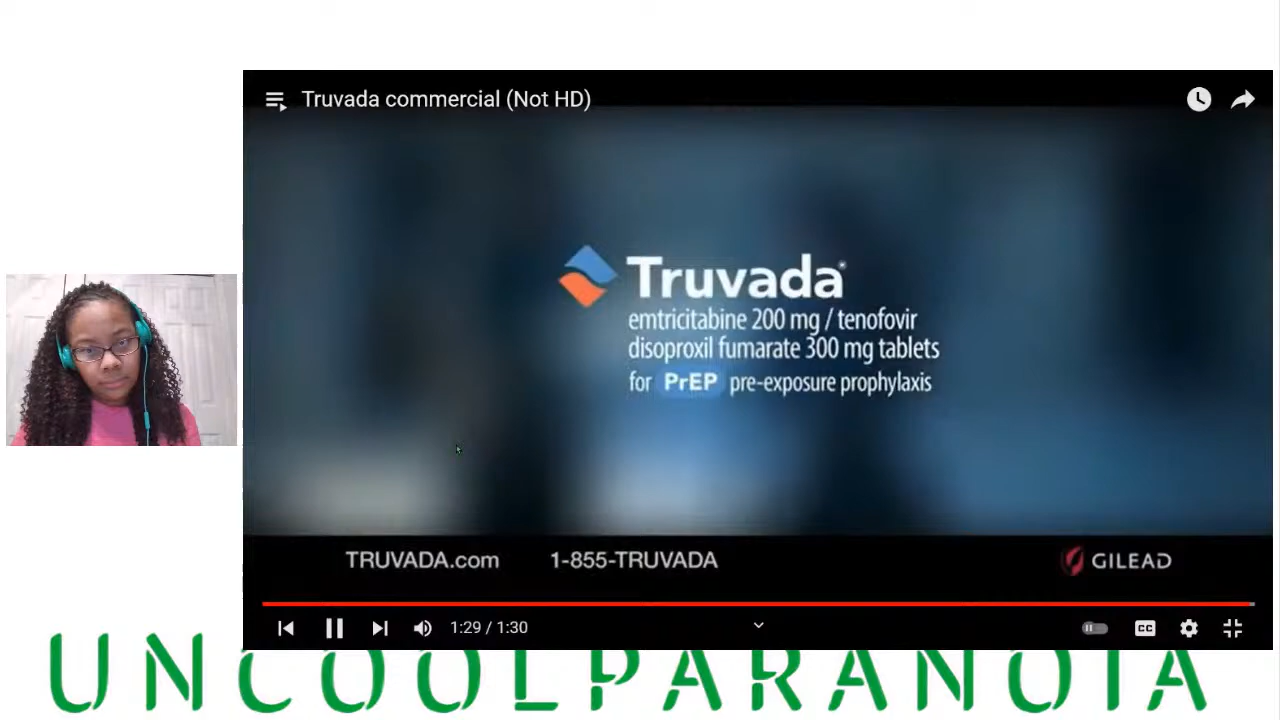 Truvada commercial (Not HD)
Truvada
emtricitabine 200 mg / tenofovir
disoproxil fumarate 300 mg tablets
for PrEP pre-exposure prophylaxis
TRUVADA.com 1-855-TRUVADA GILEAD
1:29 / 1:30
CC
UNCOOLPARANOIA